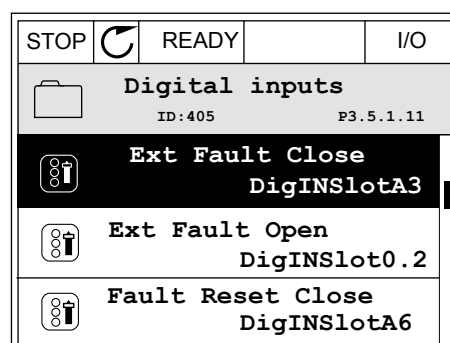 STOP READY I/O
Digital inputs
ID:405 P3.5.1.11
Ext Fault Close
DigINSlotA3
Ext Fault Open
DigINSlot0.2
Fault Reset Close
DigINSlotA6